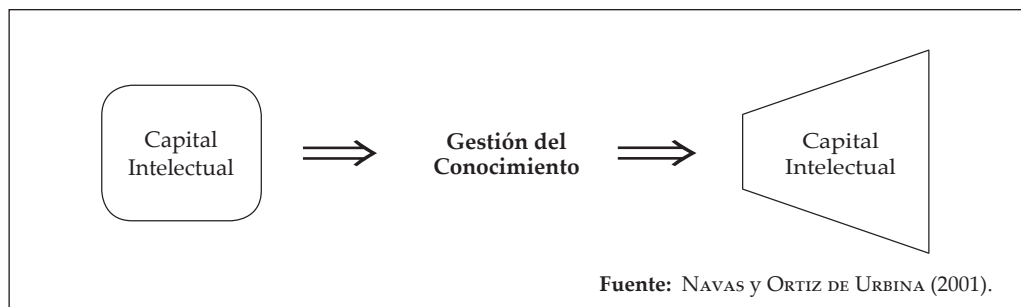 Capital
Intelectual
Gestión del
Conocimiento
Capital
Intelectual
Fuente: NAVAS y ORTIZ DE URBINA (2001).